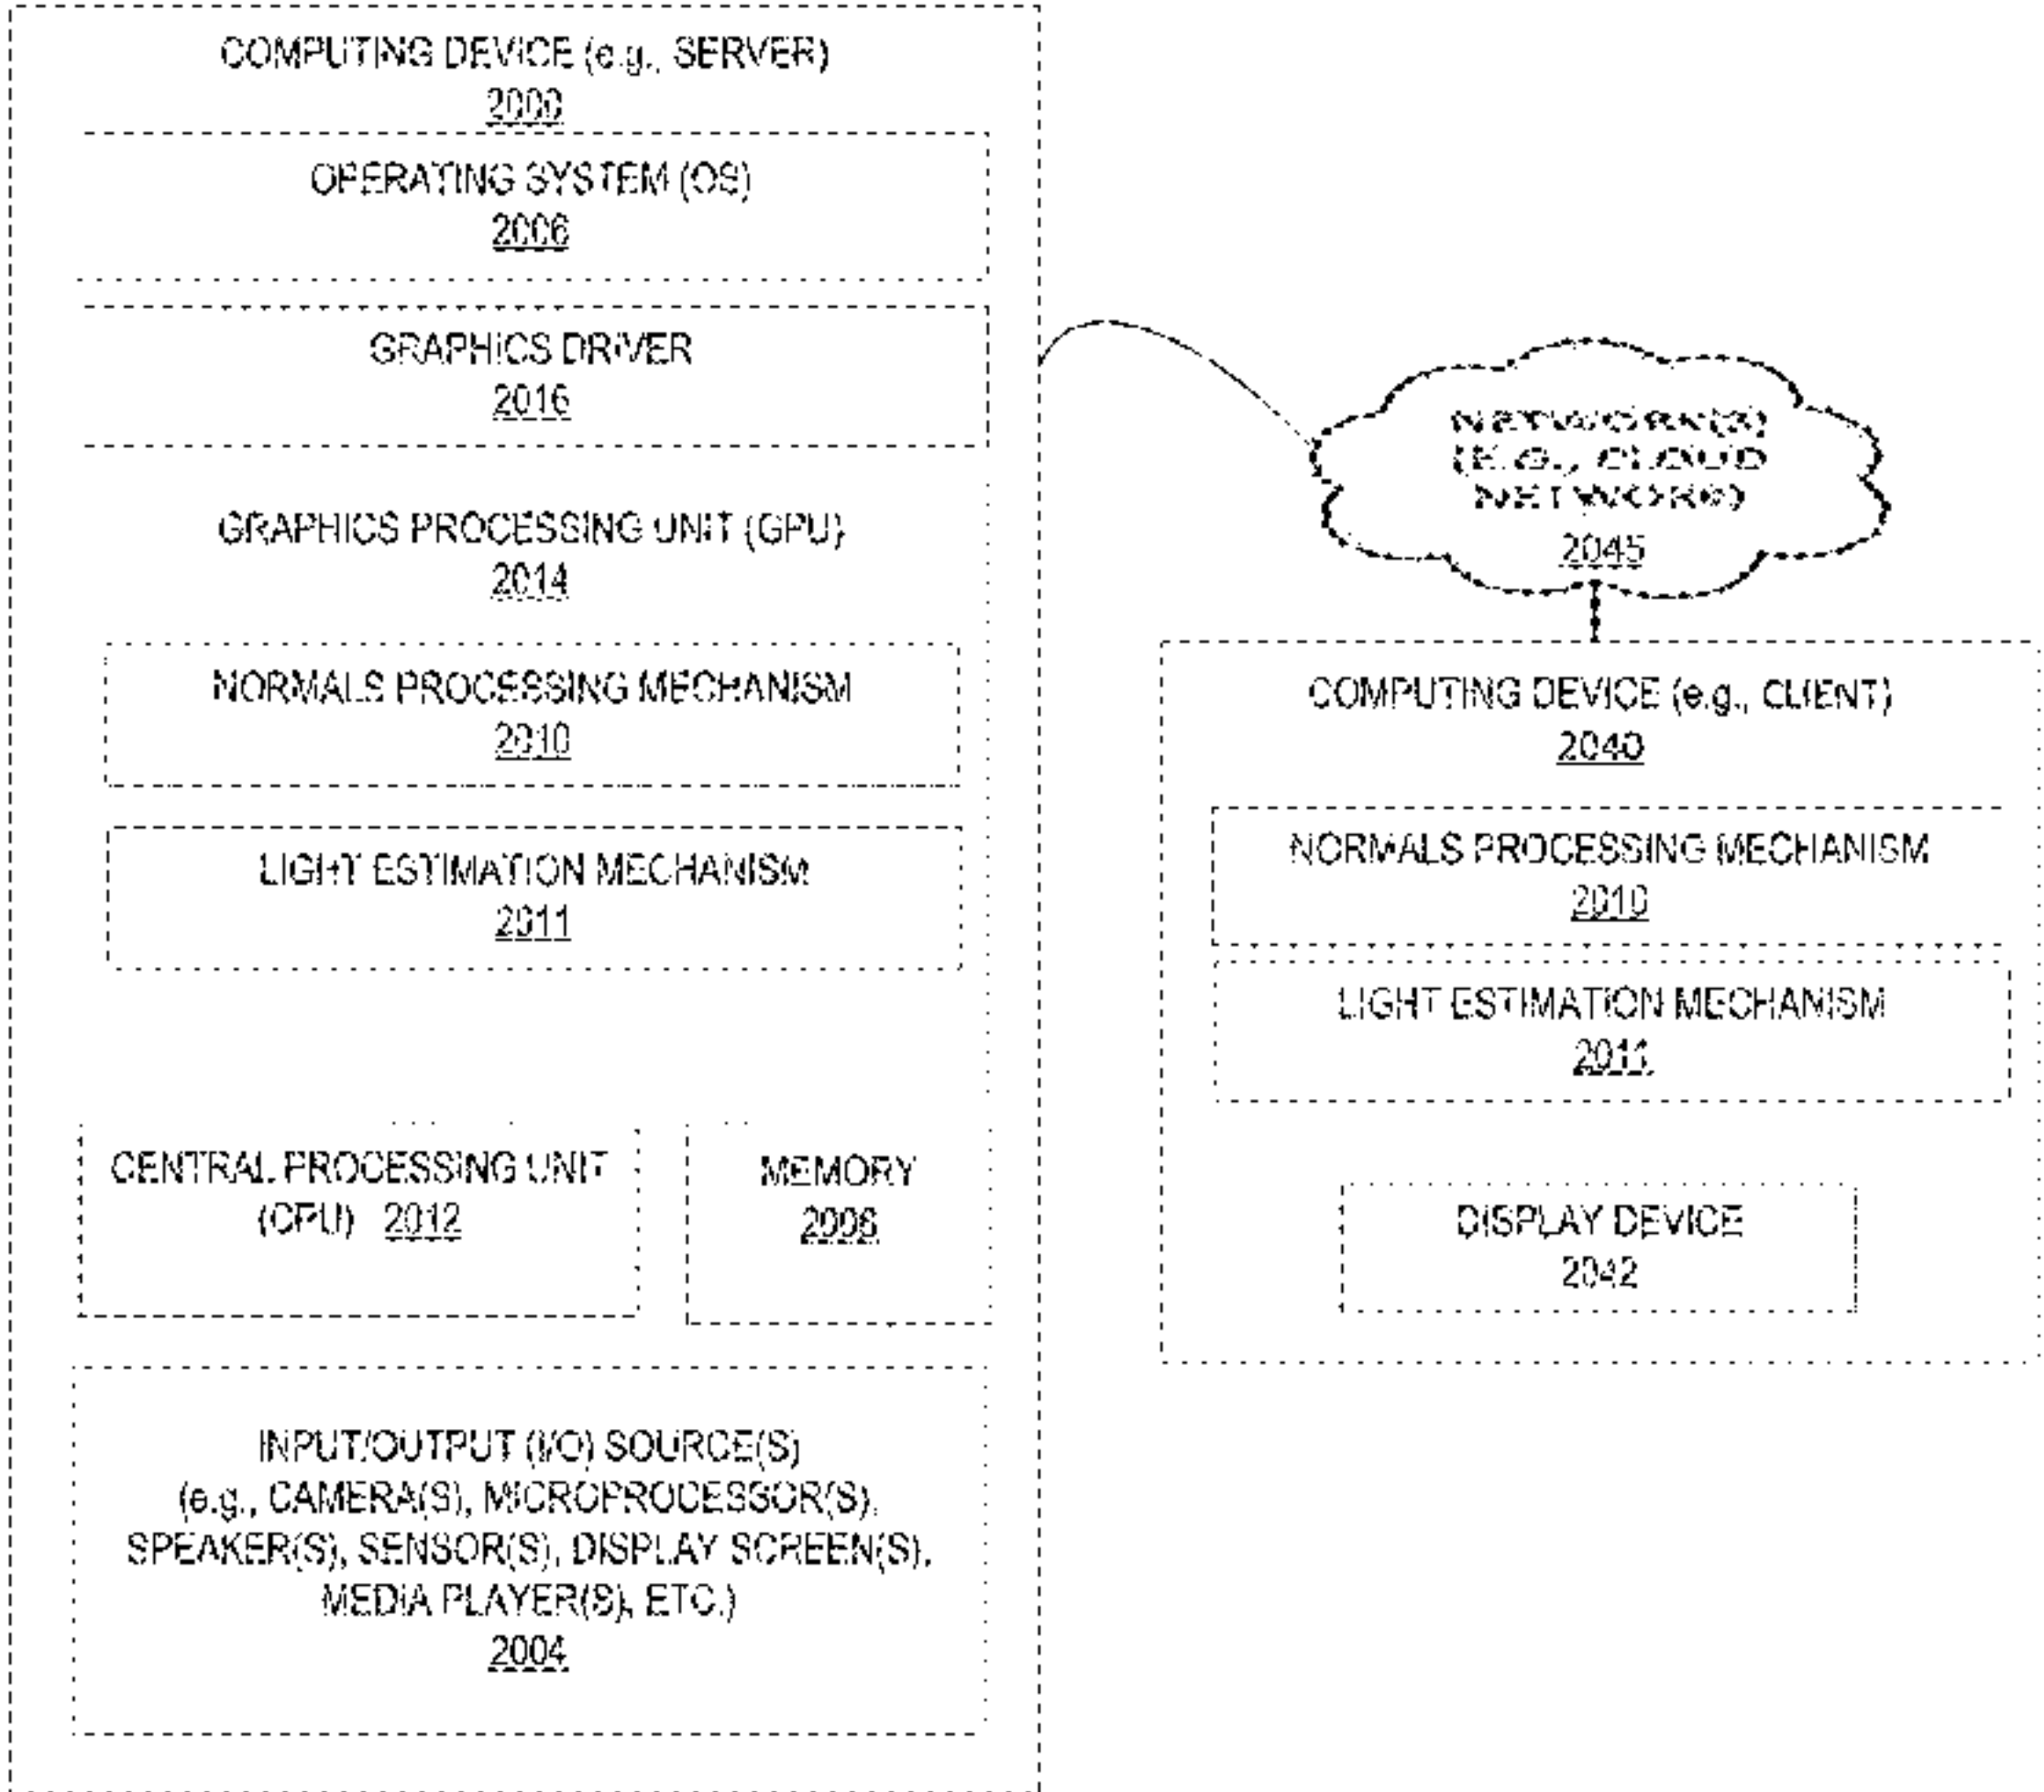 COMPUTING DEVICE (e.g., SERVER)
2000
OPERATING SYSTEM (OS)
2006
GRAPHICS DRIVER
2016
GRAPHICS PROCESSING UNIT (GPU)
2014
NORMALS PROCESSING MECHANISM
2010
LIGHT ESTIMATION MECHANISM
2011
CENTRAL PROCESSING UNIT
(CPU) 2012
MEMORY
INPUT/OUTPUT (I/O) SOURCE(S)
(e.g., CAMERA(S), MICROPROCESSOR(S),
SPEAKER(S), SENSOR(S), DISPLAY SCREEN(S),
MEDIA PLAYER(S), ETC.)
2004
NETWORK(S)
(E.G., CLOUD
NETWORK)
2045
COMPUTING DEVICE (e.g., CLIENT)
2040
NORMALS PROCESSING MECHANISM
2010
LIGHT ESTIMATION MECHANISM
2011
DISPLAY DEVICE
2042